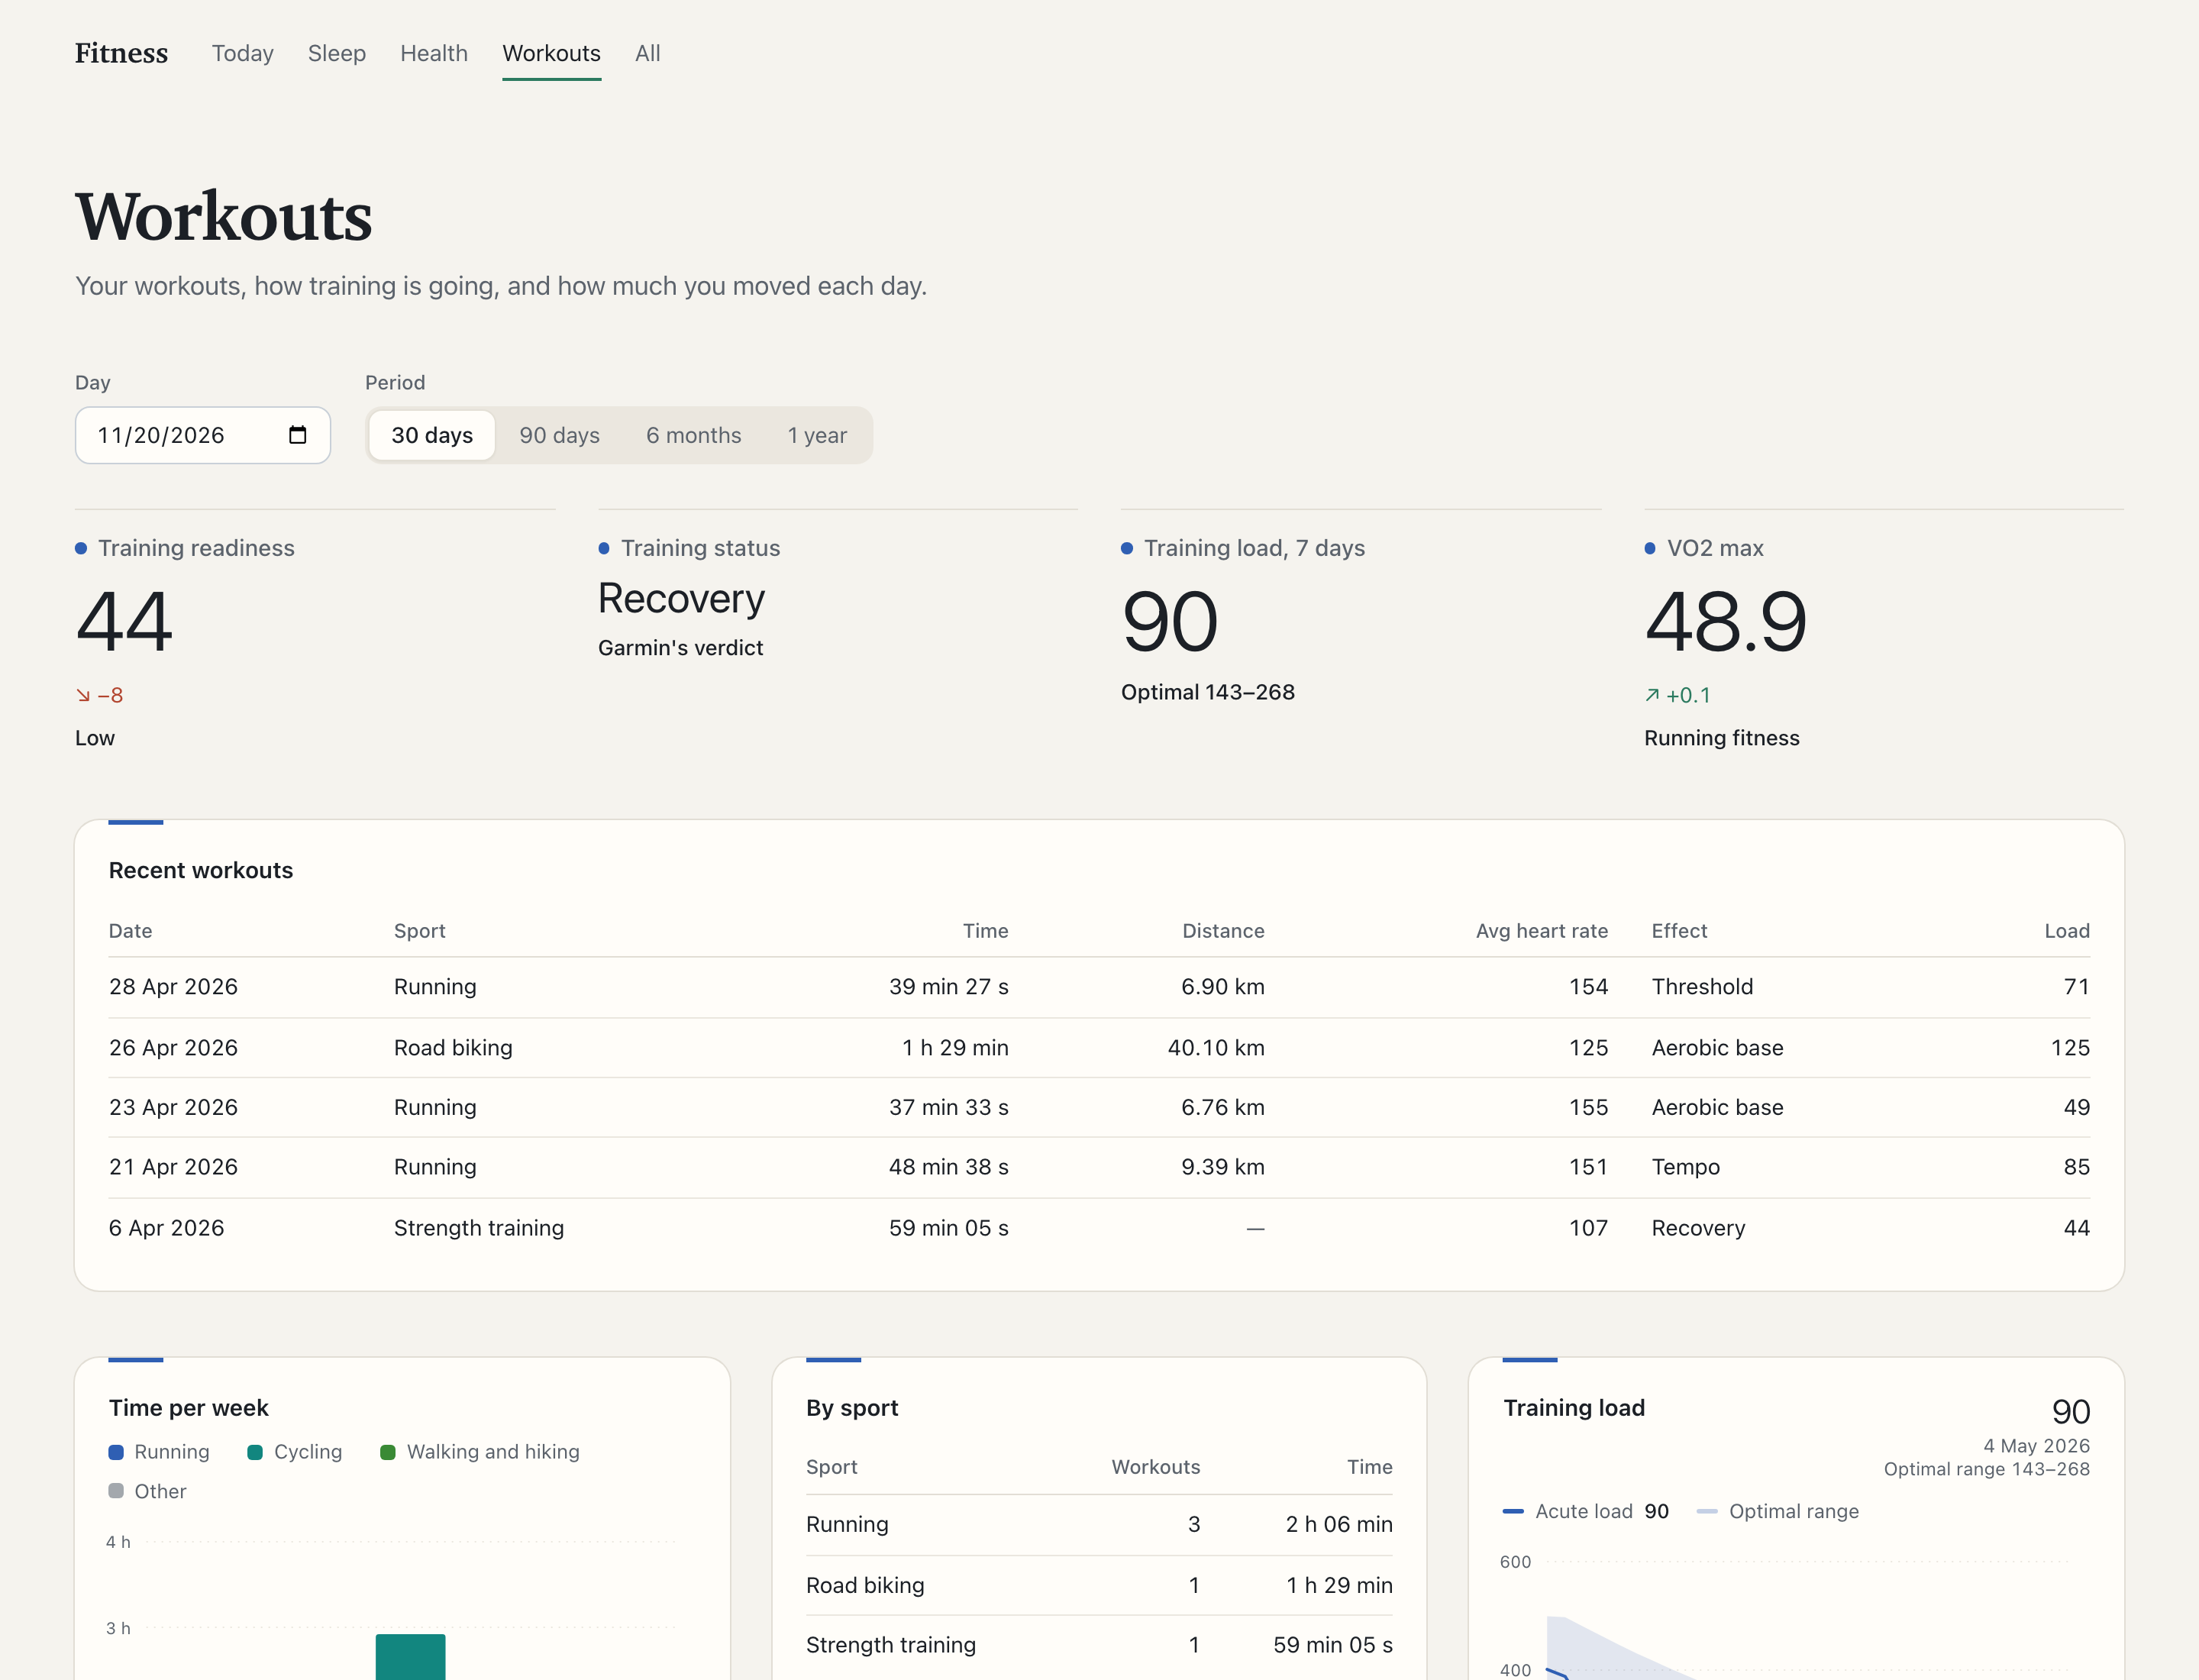 Fitness Today Sleep Health Workouts All
Workouts
Your workouts, how training is going, and how much you moved each day.
Day Period
11/20/2026 30 days 90 days 6 months 1 year
Training readiness
44
↘ −8
Low
Training status
Recovery
Garmin's verdict
Training load, 7 days
90
Optimal 143–268
VO2 max
48.9
↗ +0.1
Running fitness
Recent workouts
Date Sport Time Distance Avg heart rate Effect Load
28 Apr 2026 Running 39 min 27 s 6.90 km 154 Threshold 71
26 Apr 2026 Road biking 1 h 29 min 40.10 km 125 Aerobic base 125
23 Apr 2026 Running 37 min 33 s 6.76 km 155 Aerobic base 49
21 Apr 2026 Running 48 min 38 s 9.39 km 151 Tempo 85
6 Apr 2026 Strength training 59 min 05 s — 107 Recovery 44
Time per week
Running Cycling Walking and hiking
Other
4 h
3 h
By sport
Sport Workouts Time
Running 3 2 h 06 min
Road biking 1 1 h 29 min
Strength training 1 59 min 05 s
Training load 90
4 May 2026
Optimal range 143–268
Acute load 90 Optimal range
600
400